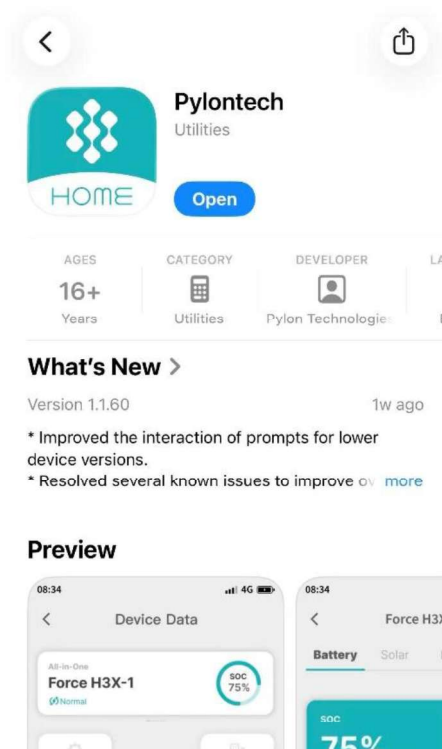 Pylontech
Utilities
HOME
Open
AGES
CATEGORY
DEVELOPER
16+
Years
Utilities
Pylon Technologies
What's New >
Version 1.1.60
1w ago
* Improved the interaction of prompts for lower
device versions.
* Resolved several known issues to improve
more
Preview
08:34
4G
Device Data
All-in-One
Force H3X-1
Normal
SOC
75%
08:34
Force H3X
Battery
Solar
SOC
75%